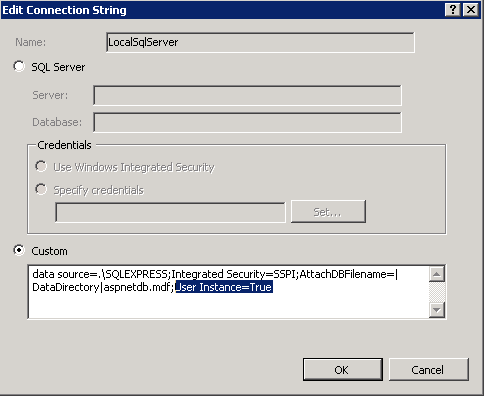 Edit Connection String
Name: LocalSqlServer
SQL Server
Server:
Database:
Credentials
Use Windows Integrated Security
Specify credentials
Set...
Custom
data source=.\SQLEXPRESS;Integrated Security=SSPI;AttachDBFilename=|
DataDirectory|aspnetdb.mdf;User Instance=True
OK Cancel